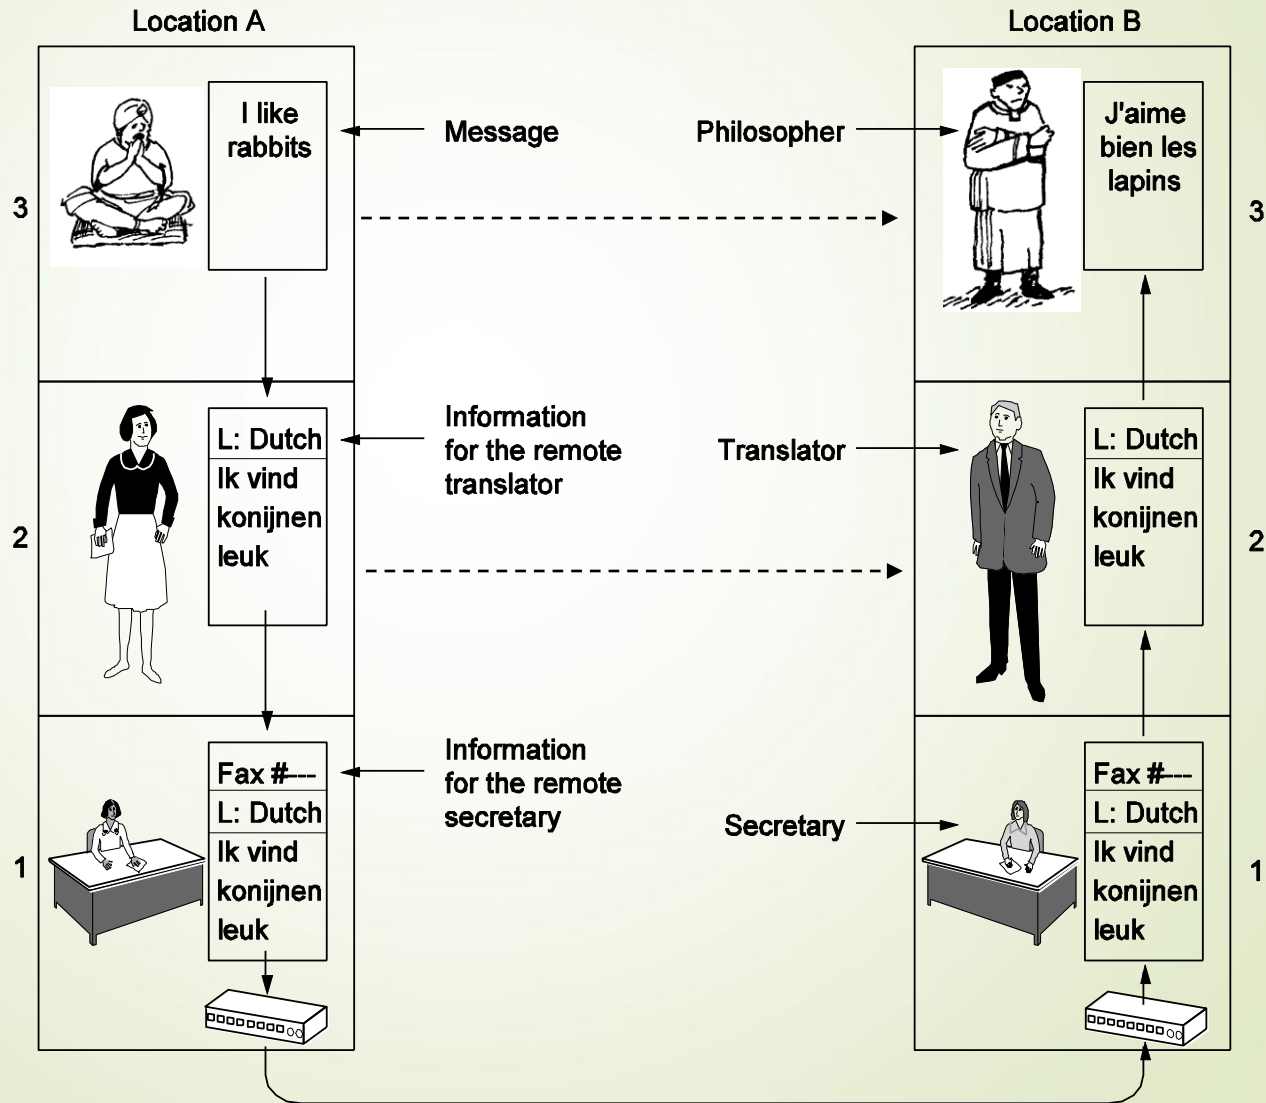 Location A
Location B
I like
rabbits
Message
Philosopher
J'aime
bien les
lapins
3
3
L: Dutch
Ik vind
konijnen
leuk
Information
for the remote
translator
Translator
L: Dutch
Ik vind
konijnen
leuk
2
2
Fax #---
L: Dutch
Ik vind
konijnen
leuk
Information
for the remote
secretary
Secretary
Fax #---
L: Dutch
Ik vind
konijnen
leuk
1
1